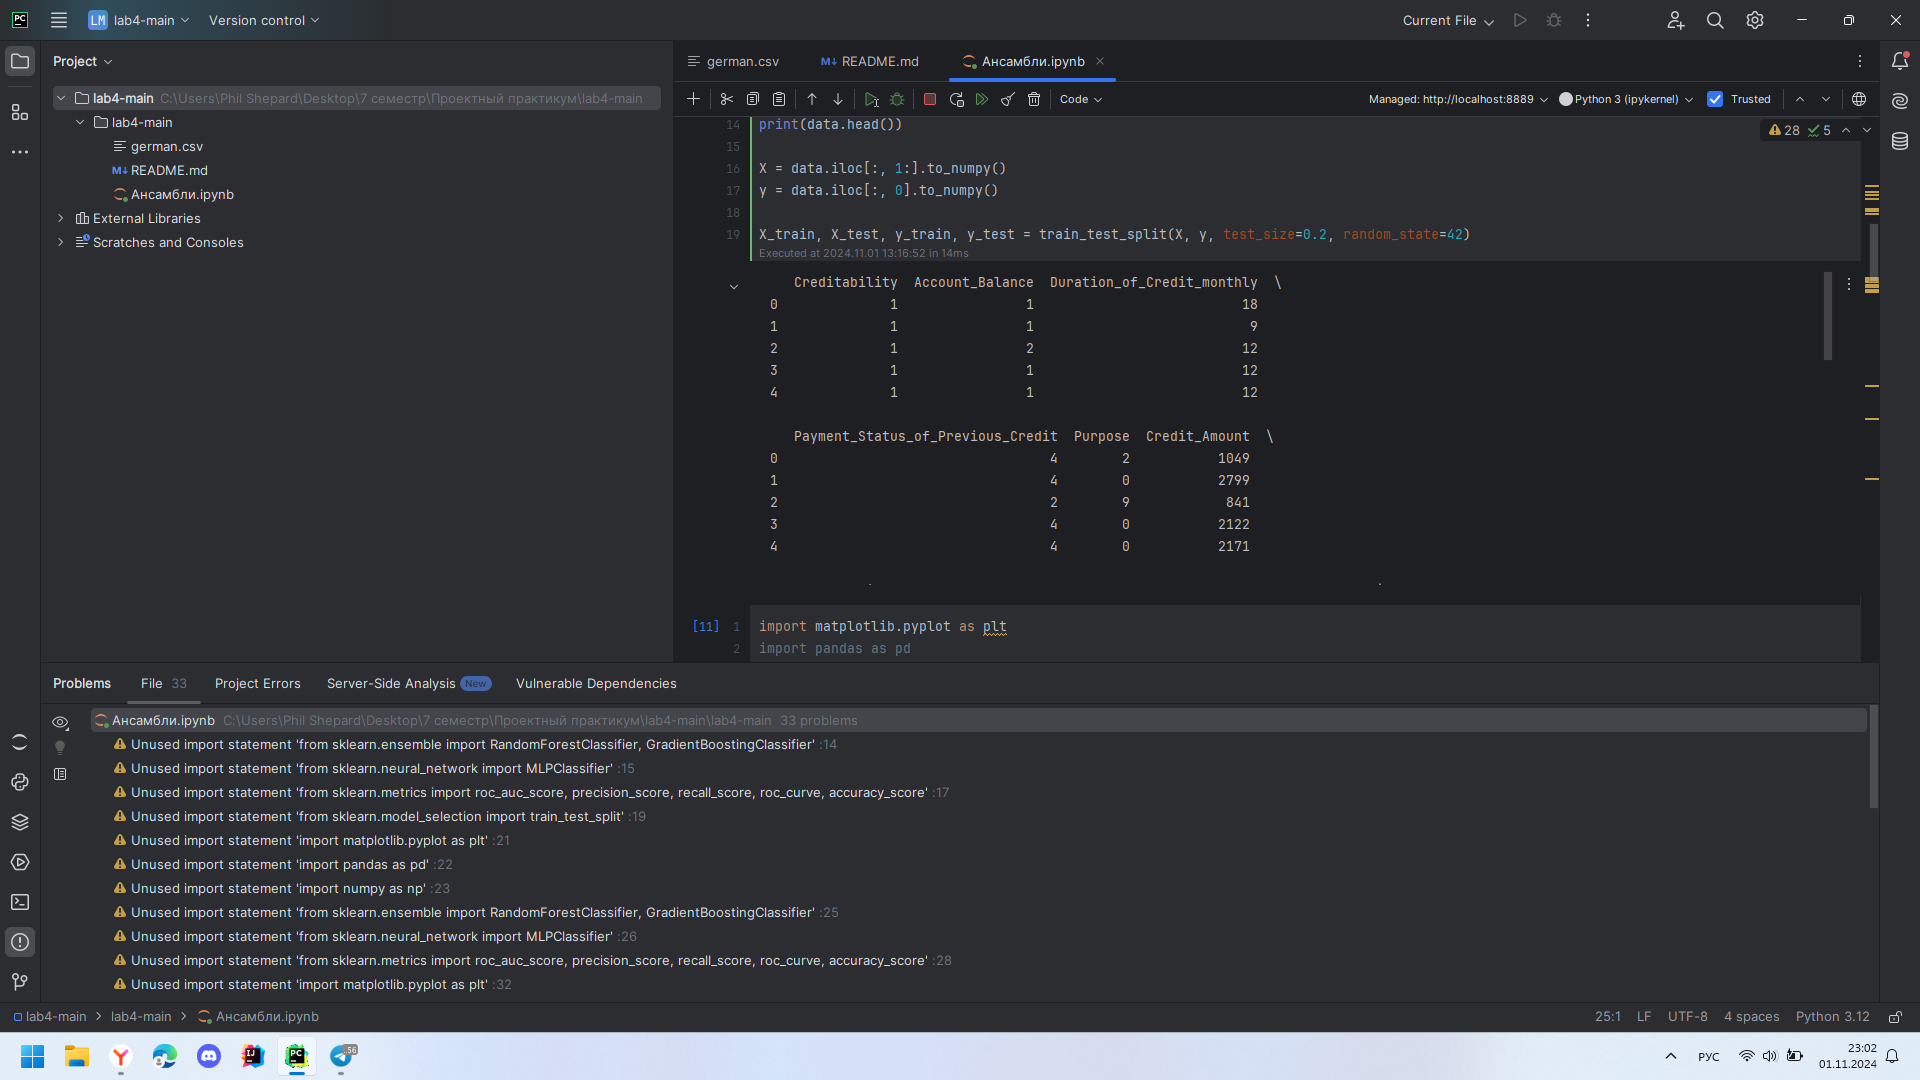 PC
LM lab4-main
Version control
Current File
Project
german.csv
M↓ README.md
Ансамбли.ipynb
Code
Managed: http://localhost:8889
Python 3 (ipykernel)
Trusted
lab4-main C:\Users\Phil Shepard\Desktop\7 семестр\Проектный практикум\lab4-main
lab4-main
german.csv
M↓ README.md
Ансамбли.ipynb
External Libraries
Scratches and Consoles
28 5
14 print(data.head())
15
16 X = data.iloc[:, 1:].to_numpy()
17 y = data.iloc[:, 0].to_numpy()
18
19 X_train, X_test, y_train, y_test = train_test_split(X, y, test_size=0.2, random_state=42)
Executed at 2024.11.01 13:16:52 in 14ms
Creditability Account_Balance Duration_of_Credit_monthly \
0 1 1 18
1 1 1 9
2 1 2 12
3 1 1 12
4 1 1 12
Payment_Status_of_Previous_Credit Purpose Credit_Amount \
0 4 2 1049
1 4 0 2799
2 2 9 841
3 4 0 2122
4 4 0 2171
[11] 1 import matplotlib.pyplot as plt
2 import pandas as pd
Problems
File 33
Project Errors
Server-Side Analysis New
Vulnerable Dependencies
Ансамбли.ipynb C:\Users\Phil Shepard\Desktop\7 семестр\Проектный практикум\lab4-main\lab4-main 33 problems
Unused import statement 'from sklearn.ensemble import RandomForestClassifier, GradientBoostingClassifier' :14
Unused import statement 'from sklearn.neural_network import MLPClassifier' :15
Unused import statement 'from sklearn.metrics import roc_auc_score, precision_score, recall_score, roc_curve, accuracy_score' :17
Unused import statement 'from sklearn.model_selection import train_test_split' :19
Unused import statement 'import matplotlib.pyplot as plt' :21
Unused import statement 'import pandas as pd' :22
Unused import statement 'import numpy as np' :23
Unused import statement 'from sklearn.ensemble import RandomForestClassifier, GradientBoostingClassifier' :25
Unused import statement 'from sklearn.neural_network import MLPClassifier' :26
Unused import statement 'from sklearn.metrics import roc_auc_score, precision_score, recall_score, roc_curve, accuracy_score' :28
Unused import statement 'import matplotlib.pyplot as plt' :32
lab4-main > lab4-main > Ансамбли.ipynb
25:1 LF UTF-8 4 spaces Python 3.12
IJ
PC
56
РУС
23:02
01.11.2024